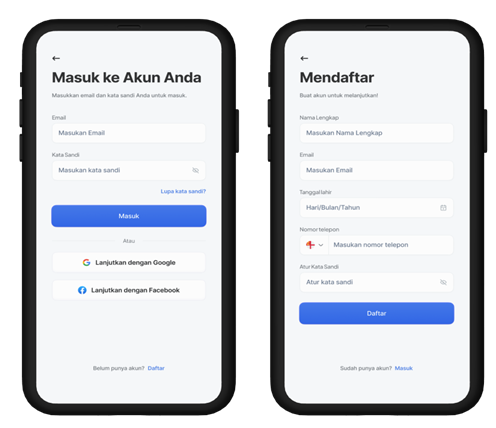 Masuk ke Akun Anda
Masukkan email dan kata sandi Anda untuk masuk.
Email
Masukan Email
Kata Sandi
Masukan kata sandi
Lupa kata sandi?
Masuk
Atau
Lanjutkan dengan Google
Lanjutkan dengan Facebook
Belum punya akun? Daftar
Mendaftar
Buat akun untuk melanjutkan!
Nama Lengkap
Masukan Nama Lengkap
Email
Masukan Email
Tanggal lahir
Hari/Bulan/Tahun
Nomor telepon
Masukan nomor telepon
Atur Kata Sandi
Atur kata sandi
Daftar
Sudah punya akun? Masuk